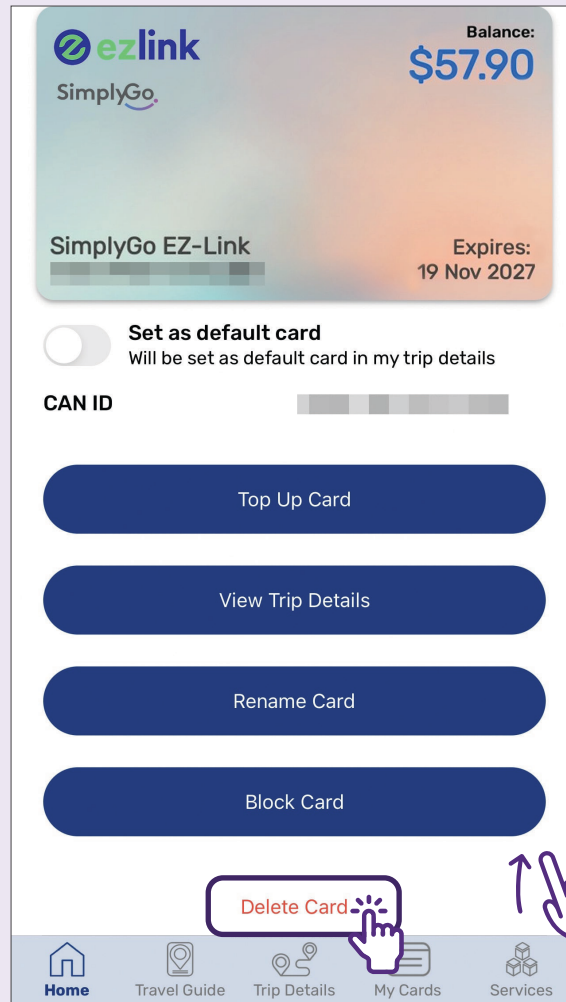 ezlink
Balance:
$57.90
SimplyGo.
SimplyGo EZ-Link
Expires:
19 Nov 2027
Set as default card
Will be set as default card in my trip details
CAN ID
Top Up Card
View Trip Details
Rename Card
Block Card
Delete Card
Home Travel Guide Trip Details My Cards Services